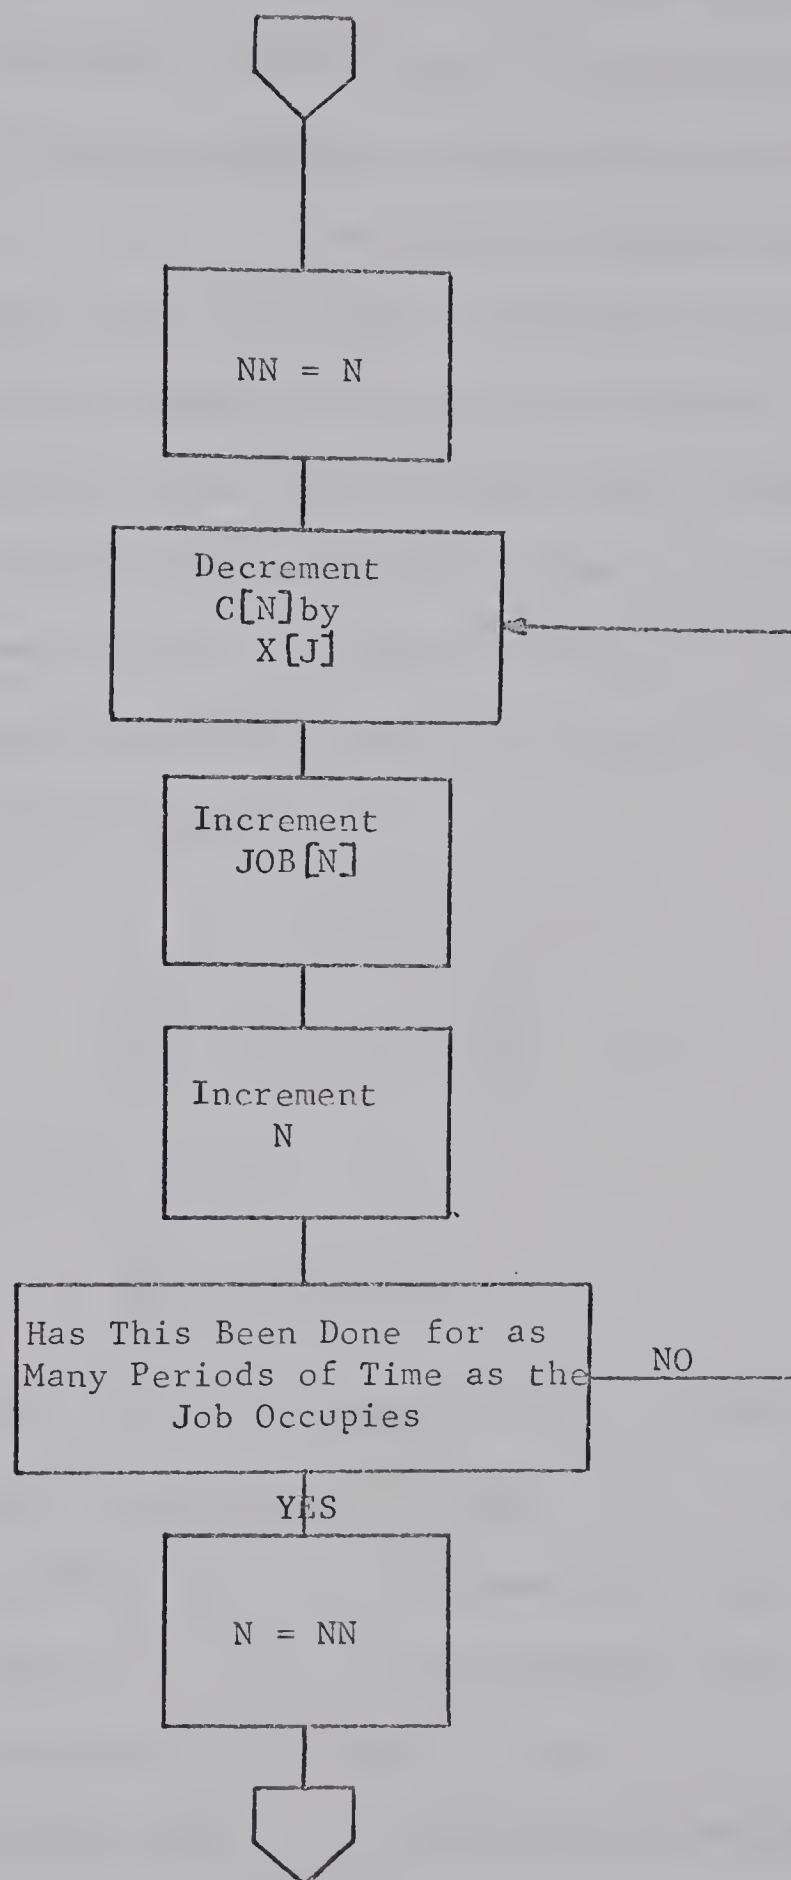 NN = N
Decrement
C[N] by
X[J]
Increment
JOB[N]
Increment
N
Has This Been Done for as
Many Periods of Time as the
Job Occupies
NO
YES
N = NN